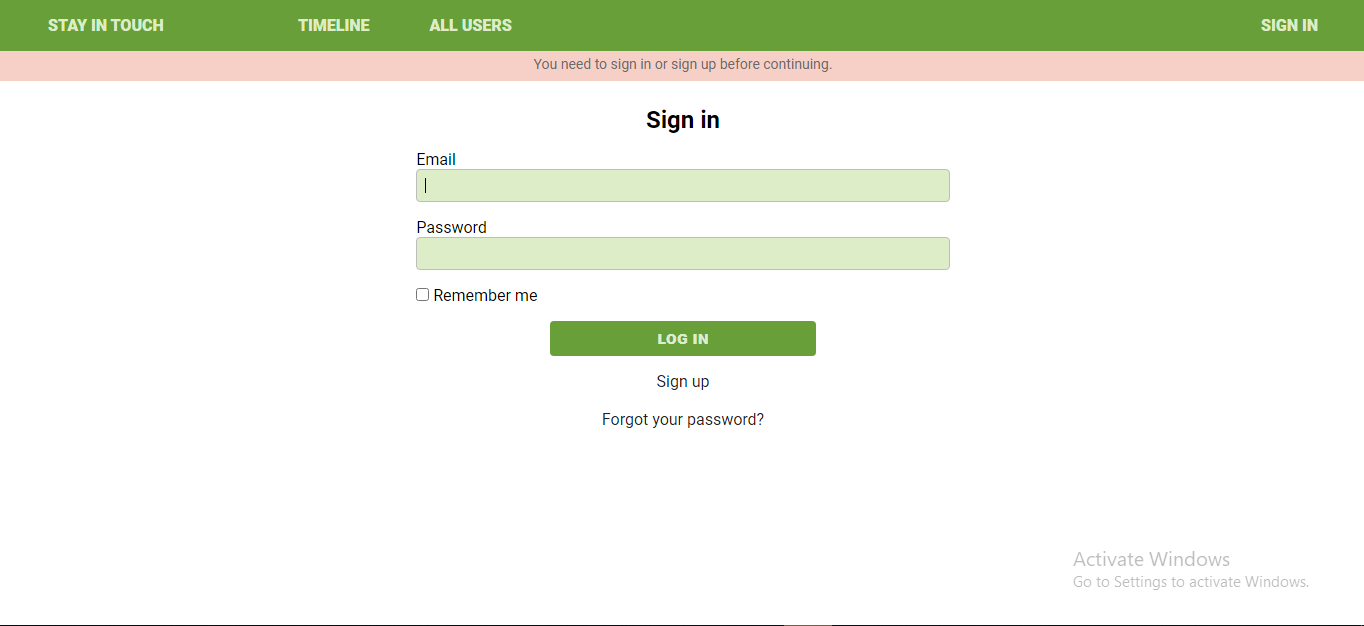 STAY IN TOUCH TIMELINE ALL USERS SIGN IN
You need to sign in or sign up before continuing.
Sign in
Email
Password
Remember me
LOG IN
Sign up
Forgot your password?
Activate Windows
Go to Settings to activate Windows.